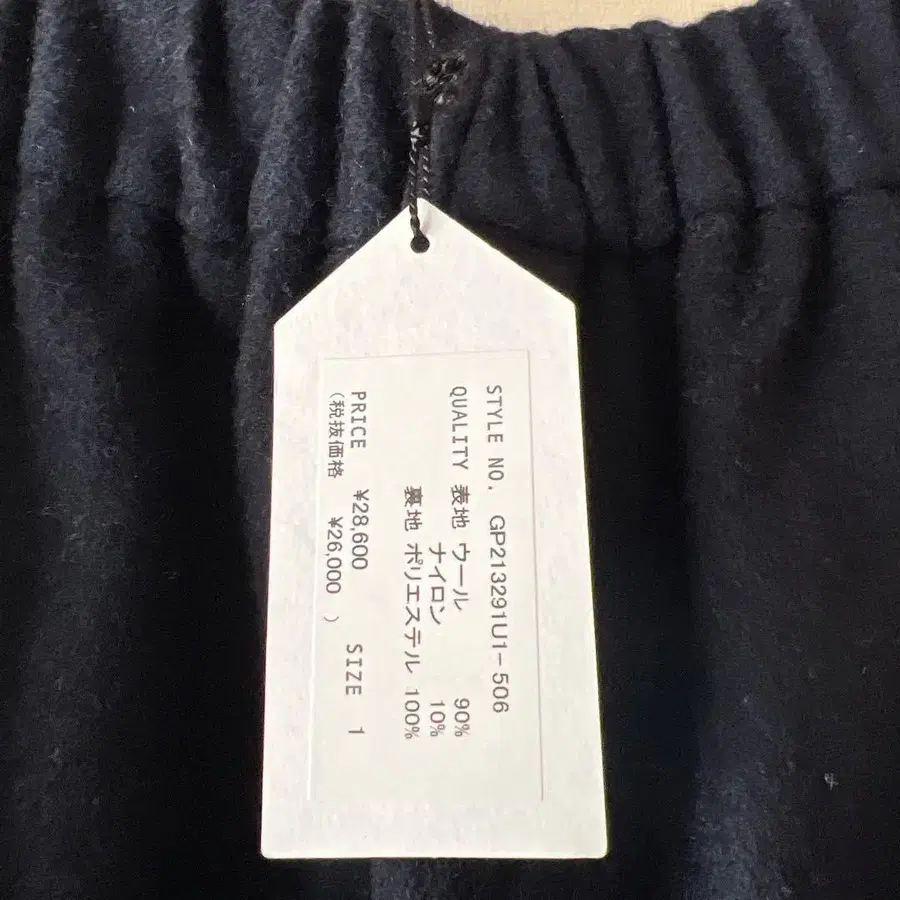 STYLE NO. GP213291U1-506
QUALITY 表地 ウール 90%
ナイロン 10%
裏地 ポリエステル 100%
PRICE ¥28,600 SIZE 1
(税抜価格 ¥26,000 )